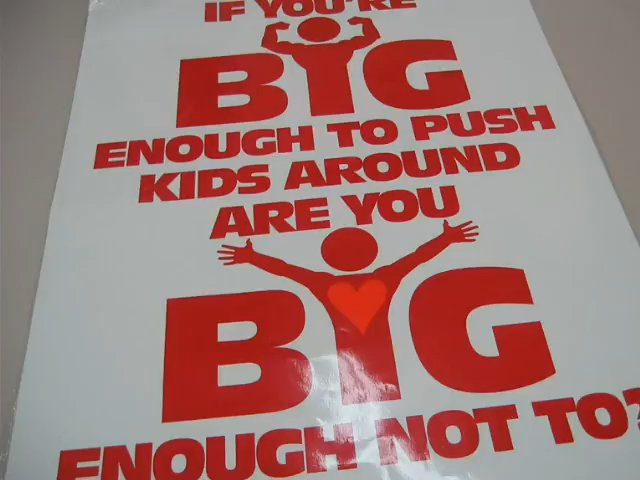 IF YOU'RE
BIG
ENOUGH TO PUSH
KIDS AROUND
ARE YOU
BIG
ENOUGH NOT TO?